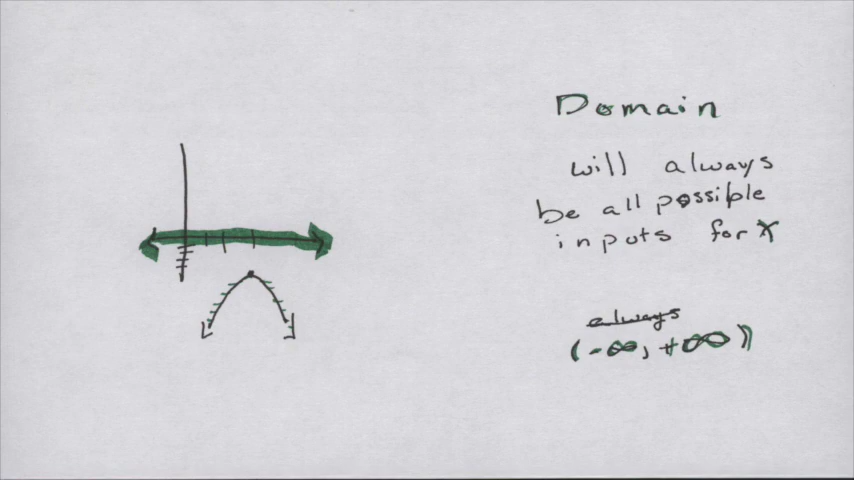 Domain
will always
be all possible
inputs for x
always
(-∞, +∞)